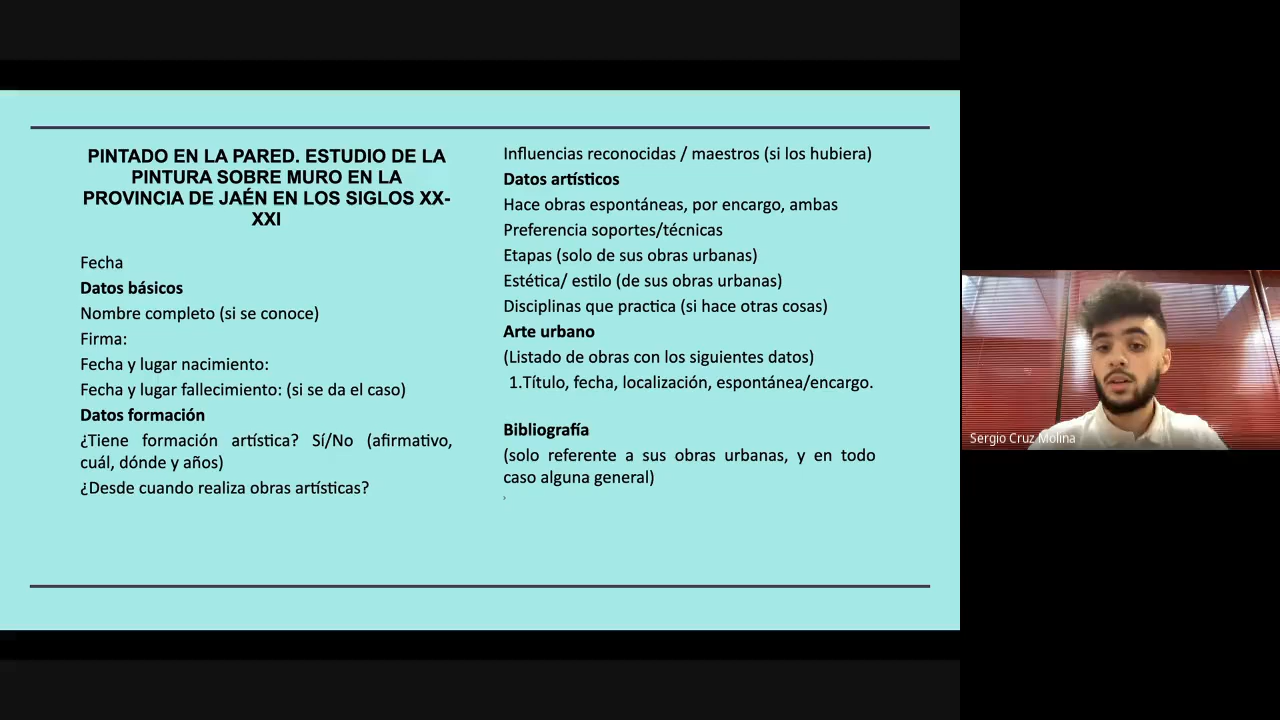 PINTADO EN LA PARED. ESTUDIO DE LA
PINTURA SOBRE MURO EN LA
PROVINCIA DE JAÉN EN LOS SIGLOS XX-
XXI
Fecha
Datos básicos
Nombre completo (si se conoce)
Firma:
Fecha y lugar nacimiento:
Fecha y lugar fallecimiento: (si se da el caso)
Datos formación
¿Tiene formación artística? Sí/No (afirmativo,
cuál, dónde y años)
¿Desde cuando realiza obras artísticas?
Influencias reconocidas / maestros (si los hubiera)
Datos artísticos
Hace obras espontáneas, por encargo, ambas
Preferencia soportes/técnicas
Etapas (solo de sus obras urbanas)
Estética/ estilo (de sus obras urbanas)
Disciplinas que practica (si hace otras cosas)
Arte urbano
(Listado de obras con los siguientes datos)
1.Título, fecha, localización, espontánea/encargo.
Bibliografía
(solo referente a sus obras urbanas, y en todo
caso alguna general)
Sergio Cruz Molina